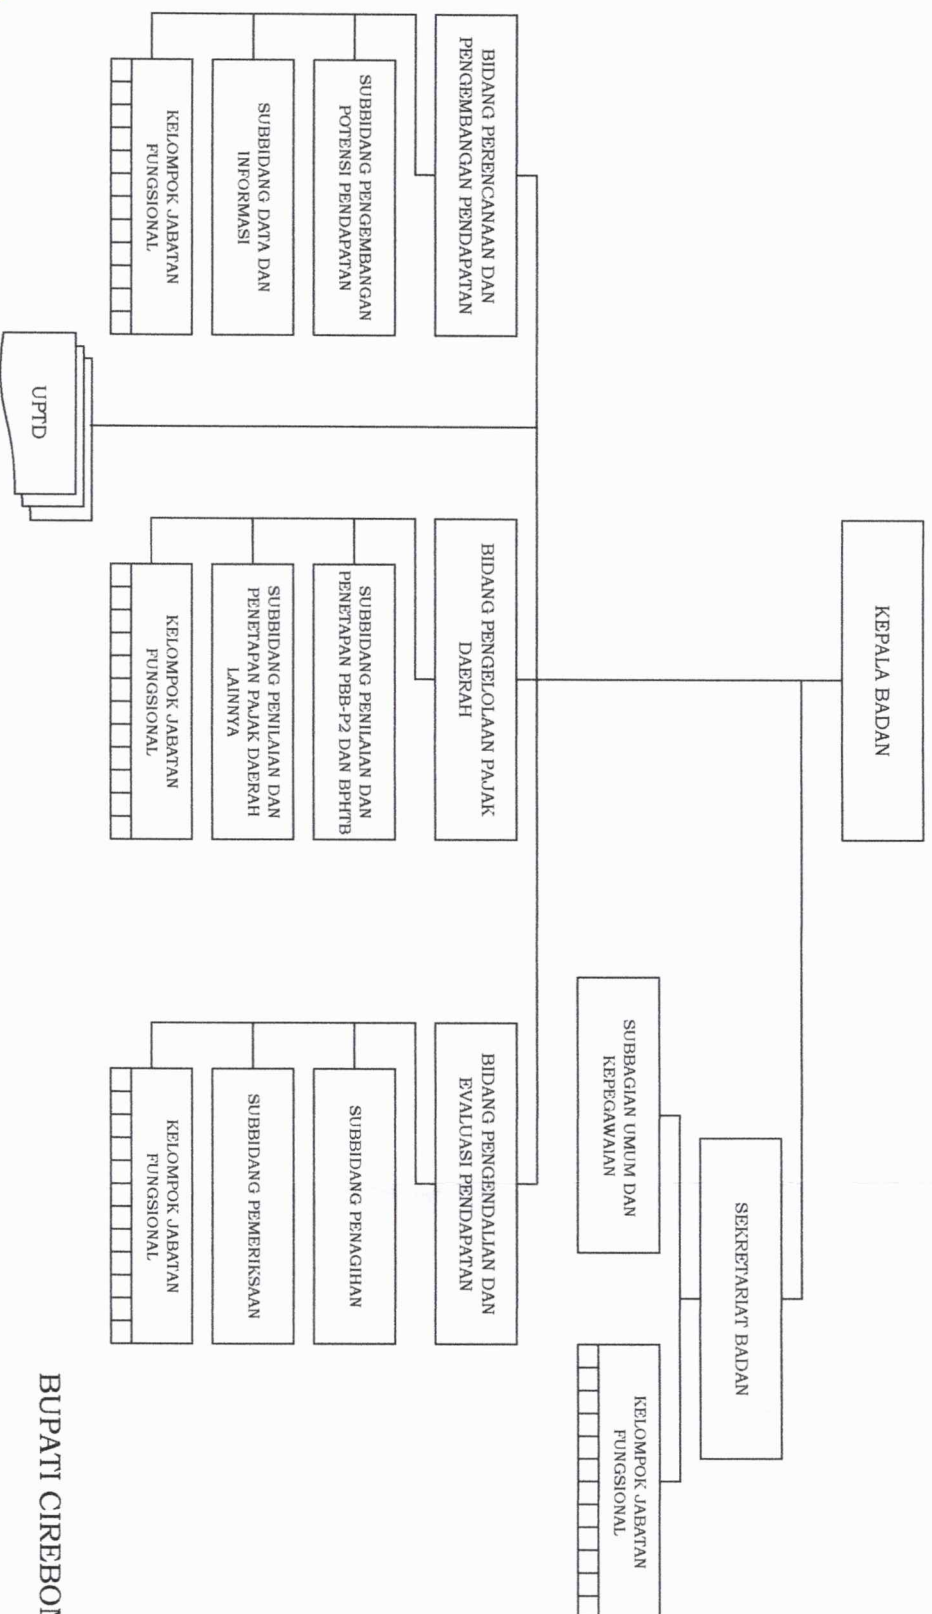 KEPALA BADAN
SEKRETARIAT BADAN
SUBBAGIAN UMUM DAN
KEPEGAWAIAN
KELOMPOK JABATAN
FUNGSIONAL
BIDANG PERENCANAAN DAN
PENGEMBANGAN PENDAPATAN
SUBBIDANG PENGEMBANGAN
POTENSI PENDAPATAN
SUBBIDANG DATA DAN
INFORMASI
KELOMPOK JABATAN
FUNGSIONAL
BIDANG PENGELOLAAN PAJAK
DAERAH
SUBBIDANG PENILAIAN DAN
PENETAPAN PBB-P2 DAN BPHTB
SUBBIDANG PENILAIAN DAN
PENETAPAN PAJAK DAERAH
LAINNYA
KELOMPOK JABATAN
FUNGSIONAL
BIDANG PENGENDALIAN DAN
EVALUASI PENDAPATAN
SUBBIDANG PENAGIHAN
SUBBIDANG PEMERIKSAAN
KELOMPOK JABATAN
FUNGSIONAL
UPTD
BUPATI CIREBON